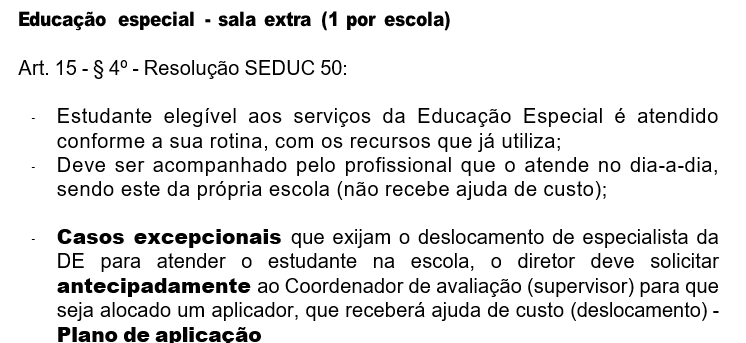 Educação especial - sala extra (1 por escola)
Art. 15 - § 4º - Resolução SEDUC 50:
- Estudante elegível aos serviços da Educação Especial é atendido
conforme a sua rotina, com os recursos que já utiliza;
- Deve ser acompanhado pelo profissional que o atende no dia-a-dia,
sendo este da própria escola (não recebe ajuda de custo);
- Casos excepcionais que exijam o deslocamento de especialista da
DE para atender o estudante na escola, o diretor deve solicitar
antecipadamente ao Coordenador de avaliação (supervisor) para que
seja alocado um aplicador, que receberá ajuda de custo (deslocamento) -
Plano de aplicação